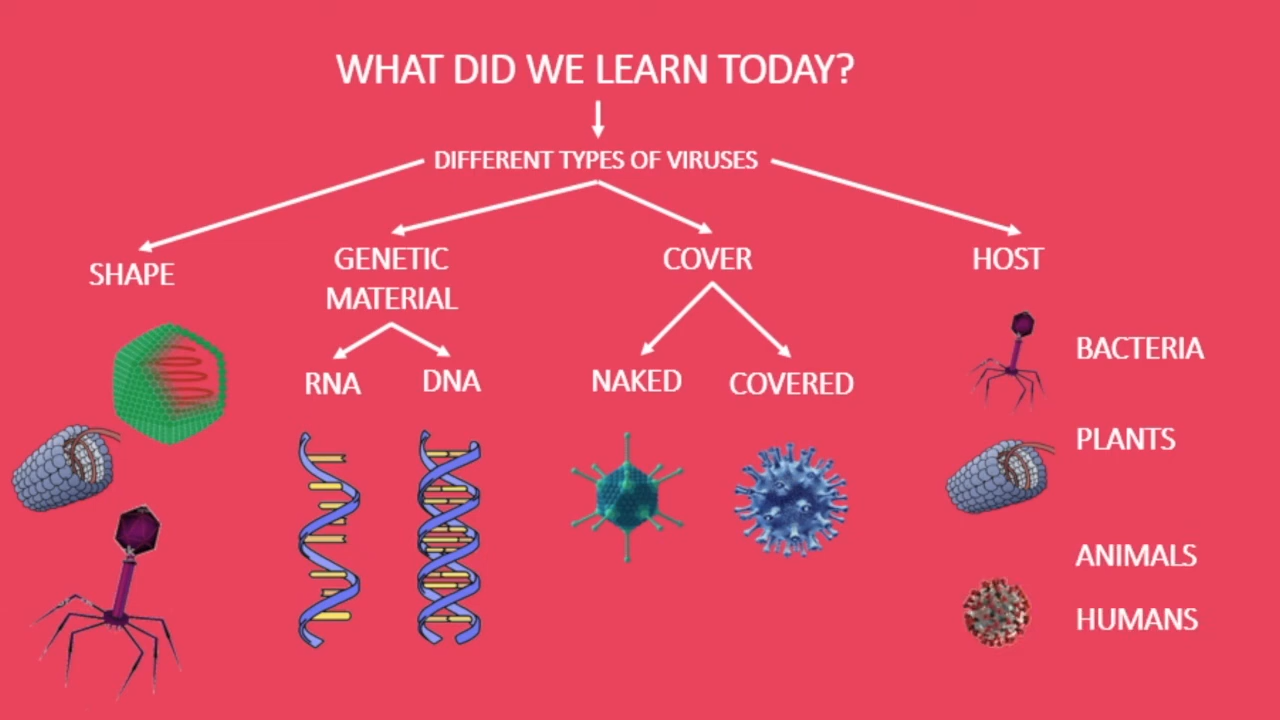 WHAT DID WE LEARN TODAY?
DIFFERENT TYPES OF VIRUSES
SHAPE
GENETIC
MATERIAL
RNA
DNA
COVER
NAKED
COVERED
HOST
BACTERIA
PLANTS
ANIMALS
HUMANS